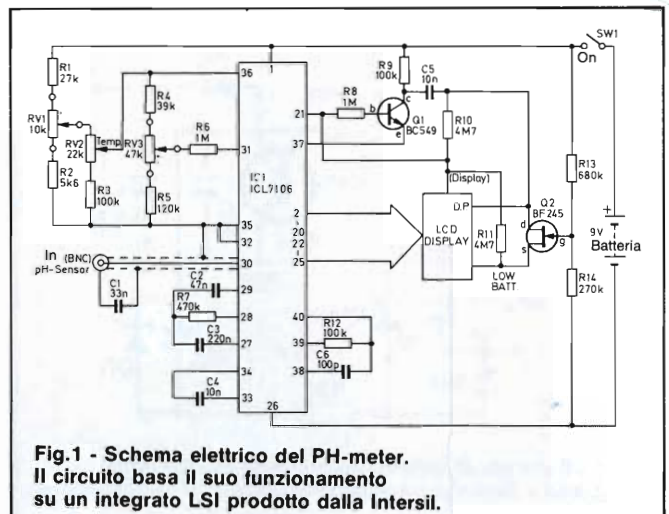 R1
27k
RV1
10k
R2
5k6
RV2
22k
Temp
R3
100k
R4
39k
RV3
47k
R5
120k
R6
1M
In (BNC)
pH-Sensor
C1
33n
C2
47n
R7
470k
C3
220n
C4
10n
36
31
35
32
30
29
28
27
34
33
1
IC1
ICL7106
21
37
2
20
22
25
40
39
38
26
R8
1M
b
c
e
Q1
BC549
R9
100k
C5
10n
R10
4M7
(Display)
LCD
DISPLAY
D.P
R11
4M7
LOW
BATT
R12
100k
C6
100p
Q2
BF245
d
g
s
R13
680k
R14
270k
SW1
On
+
9V
Batteria
-
Fig.1 - Schema elettrico del PH-meter.
Il circuito basa il suo funzionamento
su un integrato LSI prodotto dalla Intersil.